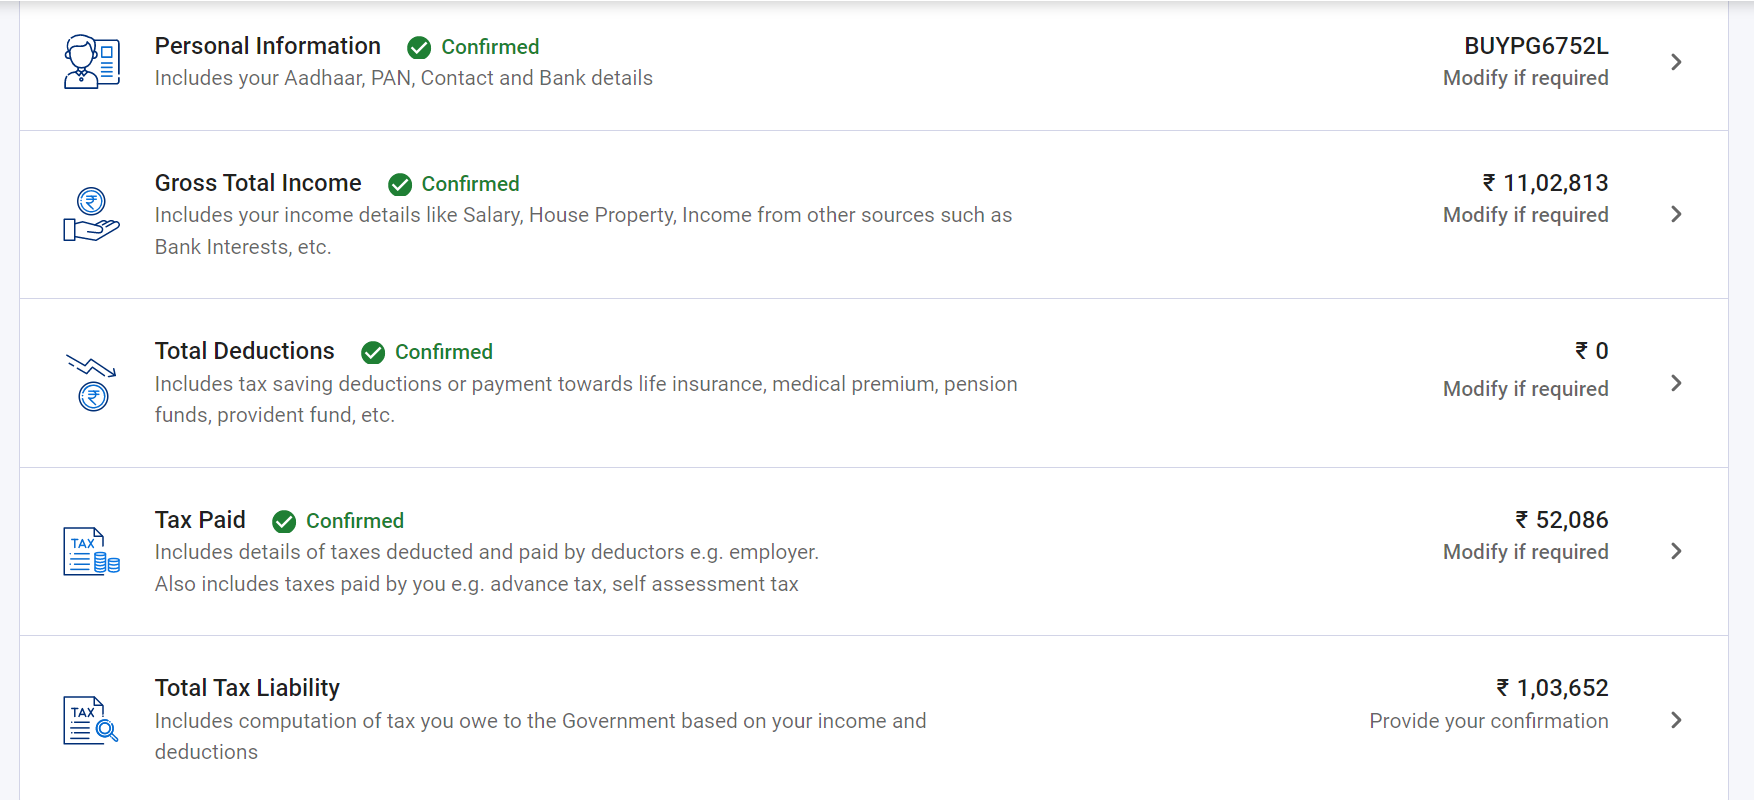 Personal Information Confirmed BUYPG6752L
Includes your Aadhaar, PAN, Contact and Bank details Modify if required
Gross Total Income Confirmed ₹ 11,02,813
Includes your income details like Salary, House Property, Income from other sources such as Modify if required
Bank Interests, etc.
Total Deductions Confirmed ₹ 0
Includes tax saving deductions or payment towards life insurance, medical premium, pension Modify if required
funds, provident fund, etc.
TAX Tax Paid Confirmed ₹ 52,086
Includes details of taxes deducted and paid by deductors e.g. employer. Modify if required
Also includes taxes paid by you e.g. advance tax, self assessment tax
TAX Total Tax Liability ₹ 1,03,652
Includes computation of tax you owe to the Government based on your income and Provide your confirmation
deductions